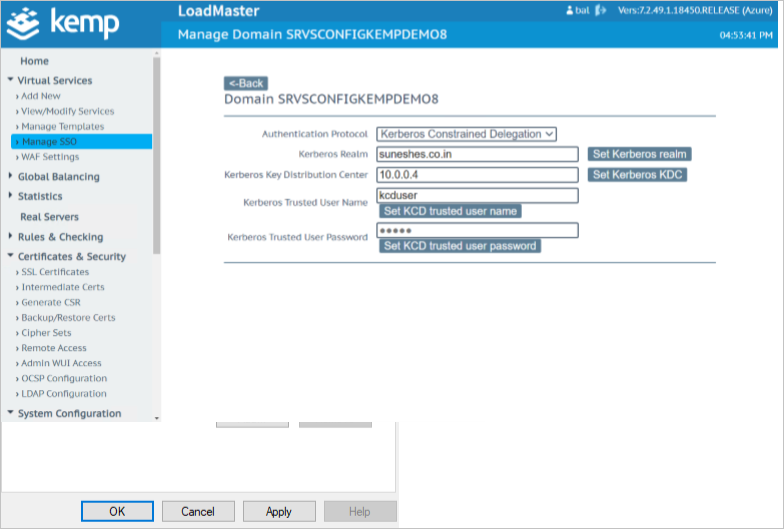 kemp
LoadMaster
bat
Vers:7.2.49.1.18450.RELEASE (Azure)
Manage Domain SRVSCONFIGKEMPDEMO8
04:53:41 PM
Home
Virtual Services
› Add New
› View/Modify Services
› Manage Templates
› Manage SSO
› WAF Settings
Global Balancing
Statistics
Real Servers
Rules & Checking
Certificates & Security
› SSL Certificates
› Intermediate Certs
› Generate CSR
› Backup/Restore Certs
› Cipher Sets
› Remote Access
› Admin WUI Access
› OCSP Configuration
› LDAP Configuration
System Configuration
<-Back
Domain SRVSCONFIGKEMPDEMO8
Authentication Protocol Kerberos Constrained Delegation
Kerberos Realm suneshes.co.in Set Kerberos realm
Kerberos Key Distribution Center 10.0.0.4 Set Kerberos KDC
Kerberos Trusted User Name kcduser
Set KCD trusted user name
Kerberos Trusted User Password •••••
Set KCD trusted user password
OK Cancel Apply Help